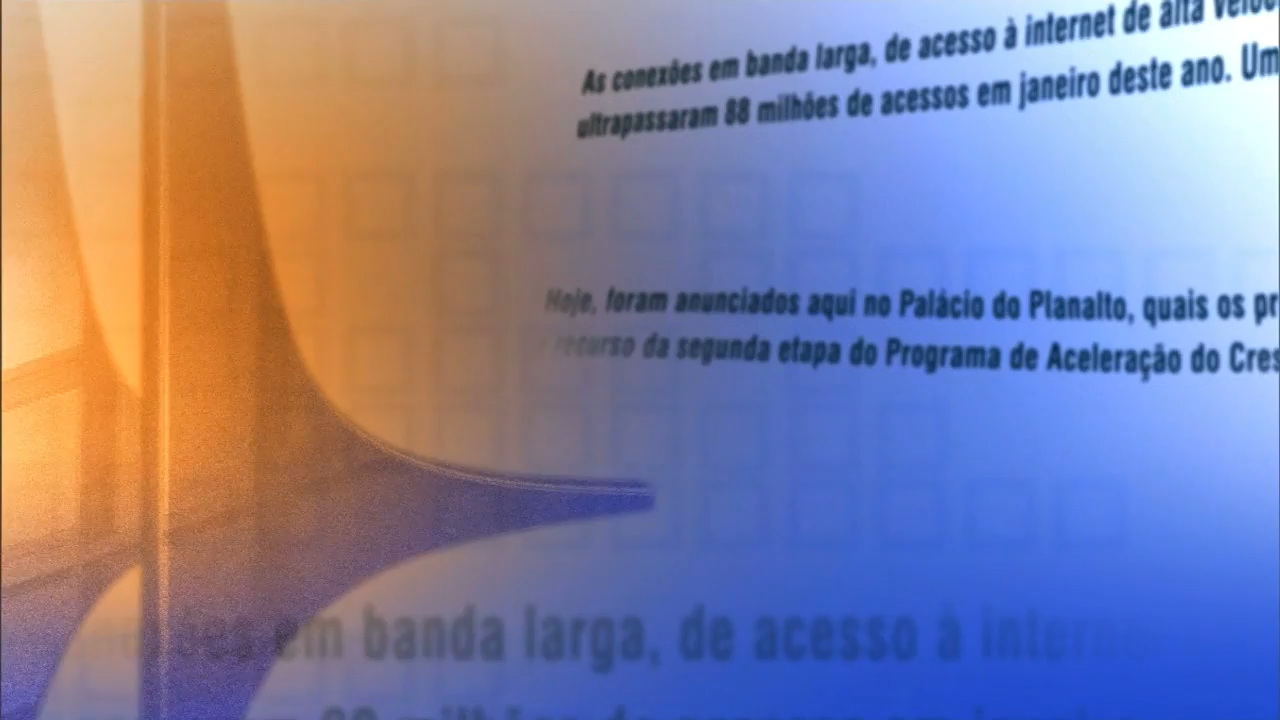 As conexões em banda larga, de acesso à internet de alta
ultrapassaram 88 milhões de acessos em janeiro deste ano. Um
Hoje, foram anunciados aqui no Palácio do Planalto, quais os
recurso da segunda etapa do Programa de Aceleração do
em banda larga, de acesso à